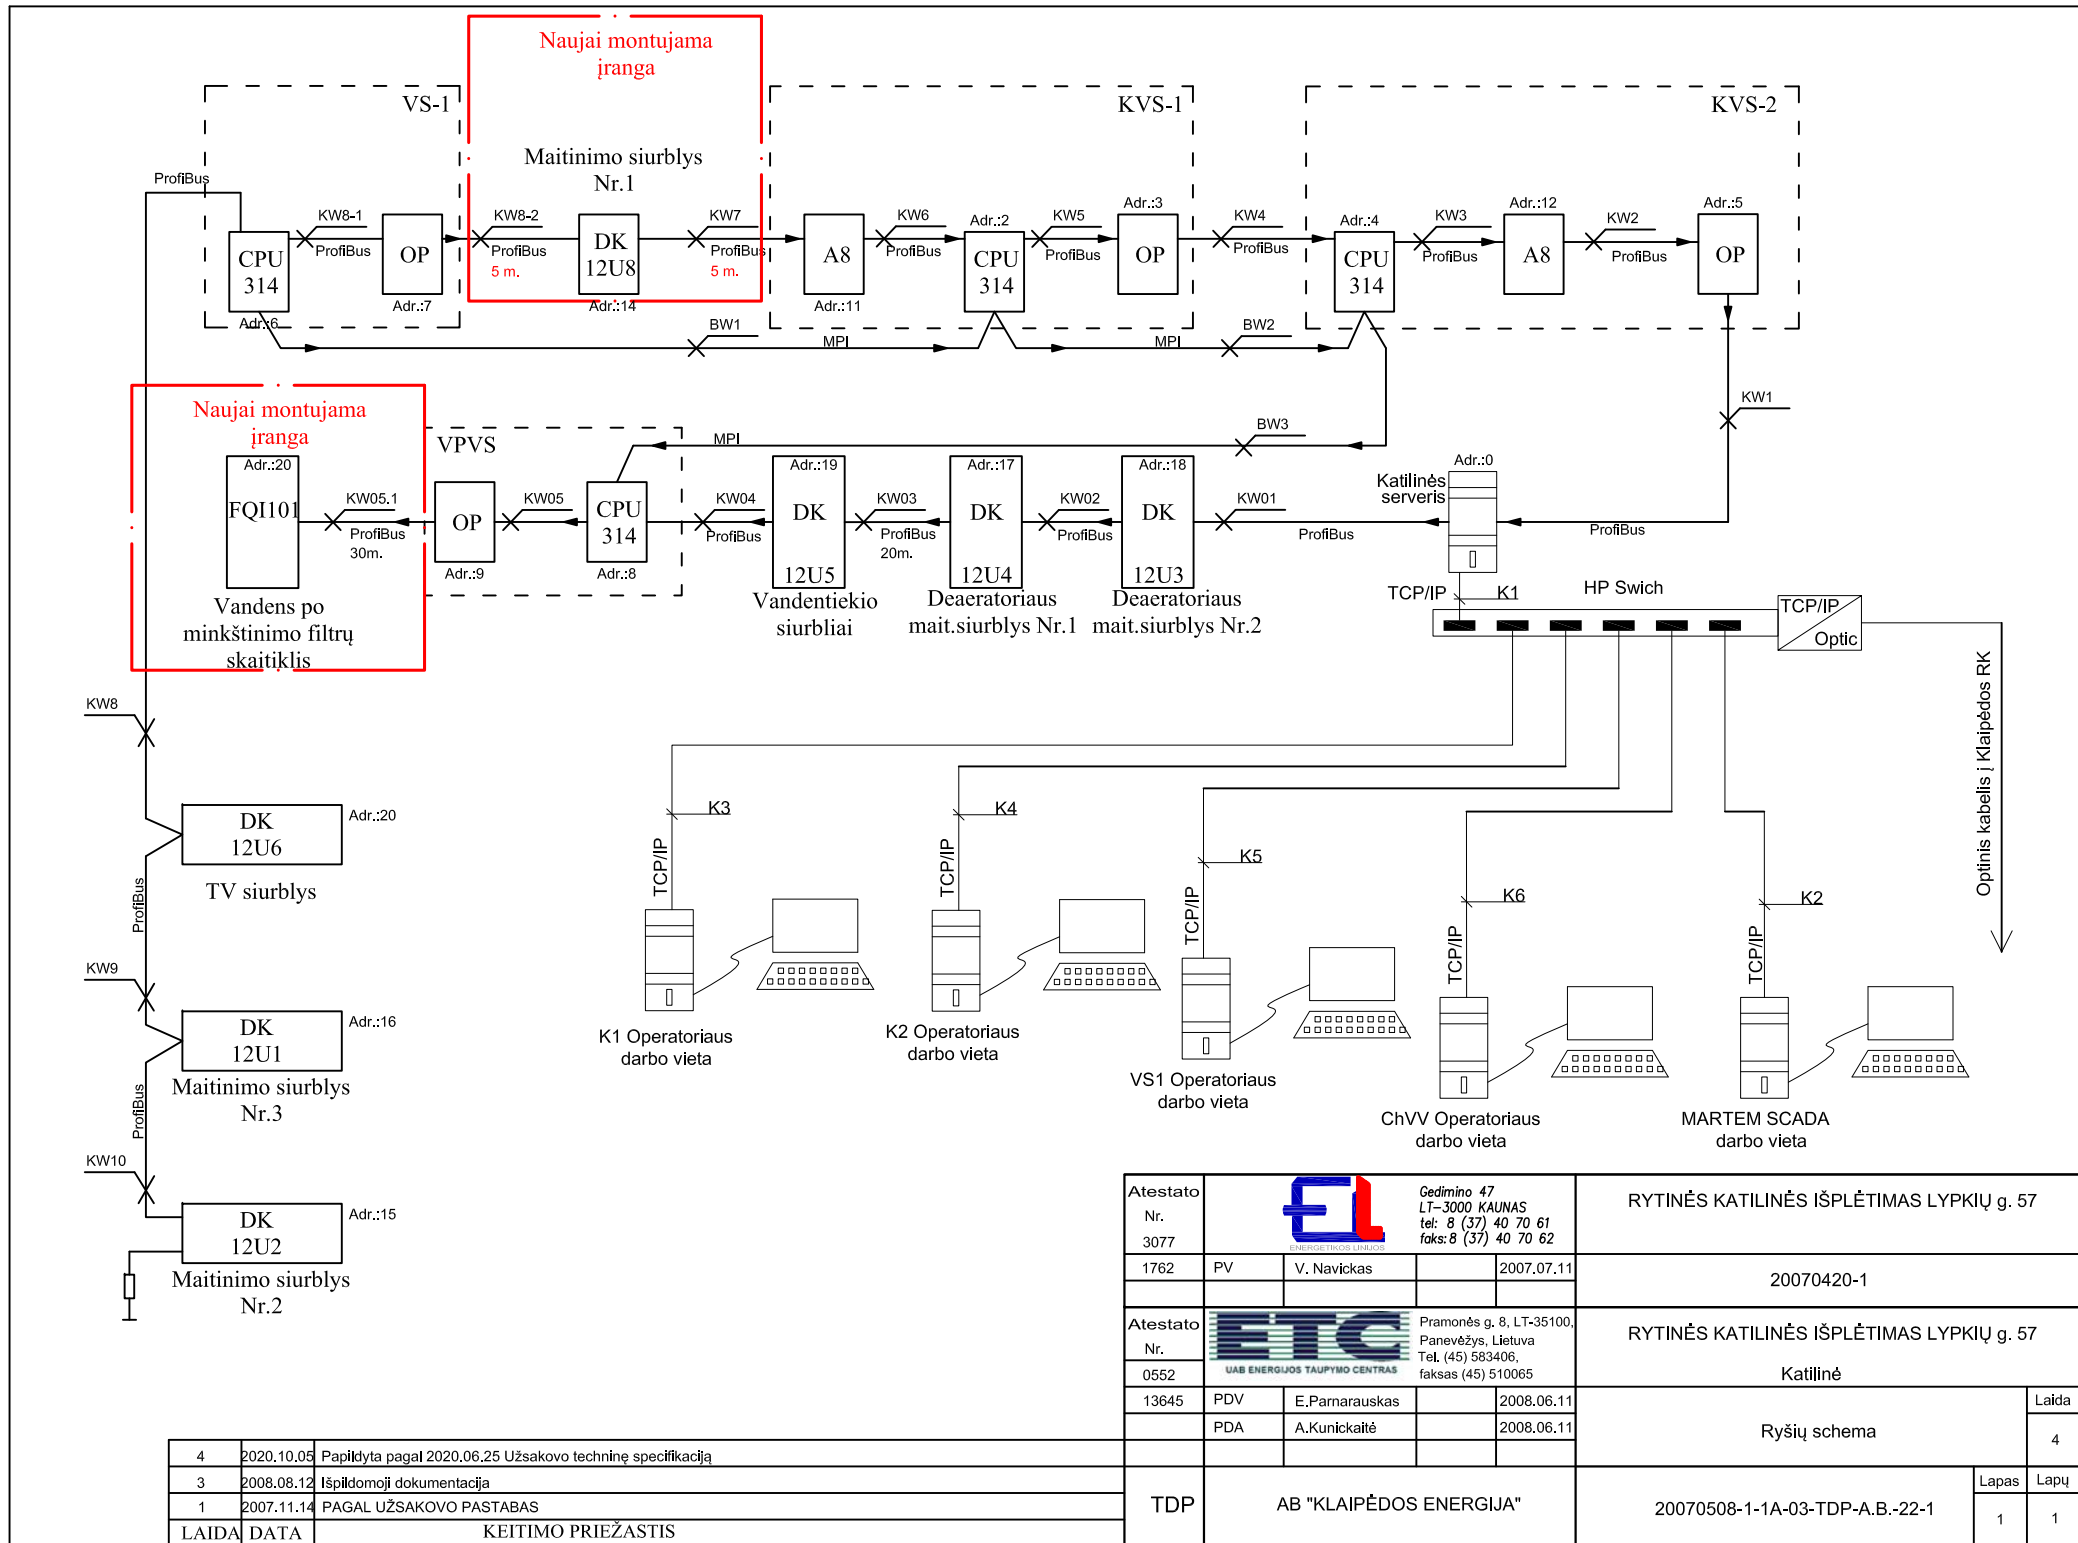 Naujai montujama
įranga
VS-1
KVS-1
KVS-2
Maitinimo siurblys
Nr.1
ProfiBus
KW8-1
ProfiBus
CPU
314
Adr.:6
OP
Adr.:7
KW8-2
ProfiBus
5 m.
DK
12U8
Adr.:14
KW7
ProfiBus
5 m.
A8
Adr.:11
KW6
ProfiBus
Adr.:2
CPU
314
KW5
ProfiBus
Adr.:3
OP
KW4
ProfiBus
Adr.:4
CPU
314
KW3
ProfiBus
Adr.:12
A8
KW2
ProfiBus
Adr.:5
OP
BW1
MPI
BW2
MPI
KW1
Naujai montujama
įranga
VPVS
MPI
BW3
Adr.:20
FQI101
KW05.1
ProfiBus
30m.
OP
Adr.:9
KW05
CPU
314
Adr.:8
KW04
ProfiBus
Adr.:19
DK
12U5
KW03
ProfiBus
20m.
Adr.:17
DK
12U4
KW02
ProfiBus
Adr.:18
DK
12U3
KW01
ProfiBus
Adr.:0
Katilinės
serveris
ProfiBus
Vandens po
minkštinimo filtrų
skaitiklis
Vandentiekio
siurbliai
Deaeratoriaus
mait.siurblys Nr.1
Deaeratoriaus
mait.siurblys Nr.2
TCP/IP
K1
HP Swich
TCP/IP
Optic
Optinis kabelis į Klaipėdos RK
KW8
DK
12U6
Adr.:20
TV siurblys
ProfiBus
KW9
DK
12U1
Adr.:16
Maitinimo siurblys
Nr.3
ProfiBus
KW10
DK
12U2
Adr.:15
Maitinimo siurblys
Nr.2
K3
TCP/IP
K1 Operatoriaus
darbo vieta
K4
TCP/IP
K2 Operatoriaus
darbo vieta
K5
TCP/IP
VS1 Operatoriaus
darbo vieta
K6
TCP/IP
ChVV Operatoriaus
darbo vieta
K2
TCP/IP
MARTEM SCADA
darbo vieta
Atestato
Nr.
3077
EL
ENERGETIKOS LINIJOS
Gedimino 47
LT-3000 KAUNAS
tel: 8 (37) 40 70 61
faks: 8 (37) 40 70 62
RYTINĖS KATILINĖS IŠPLĖTIMAS LYPKIŲ g. 57
1762 PV V. Navickas 2007.07.11
20070420-1
Atestato
Nr.
0552
ETC
UAB ENERGIJOS TAUPYMO CENTRAS
Pramonės g. 8, LT-35100,
Panevėžys, Lietuva
Tel. (45) 583406,
faksas (45) 510065
RYTINĖS KATILINĖS IŠPLĖTIMAS LYPKIŲ g. 57
Katilinė
13645 PDV E.Parnarauskas 2008.06.11
PDA A.Kunickaitė 2008.06.11
Ryšių schema
Laida
4
TDP
AB "KLAIPĖDOS ENERGIJA"
20070508-1-1A-03-TDP-A.B.-22-1
Lapas Lapų
1 1
4 2020.10.05 Papildyta pagal 2020.06.25 Užsakovo techninę specifikaciją
3 2008.08.12 Išpildomoji dokumentacija
1 2007.11.14 PAGAL UŽSAKOVO PASTABAS
LAIDA DATA KEITIMO PRIEŽASTIS